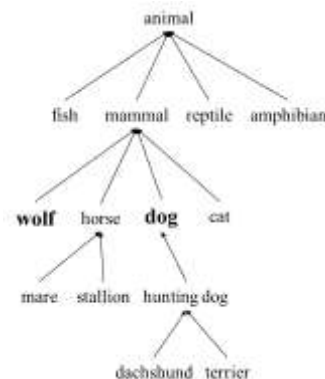 animal
fish mammal reptile amphibian
wolf horse dog cat
mare stallion hunting dog
dachshund terrier